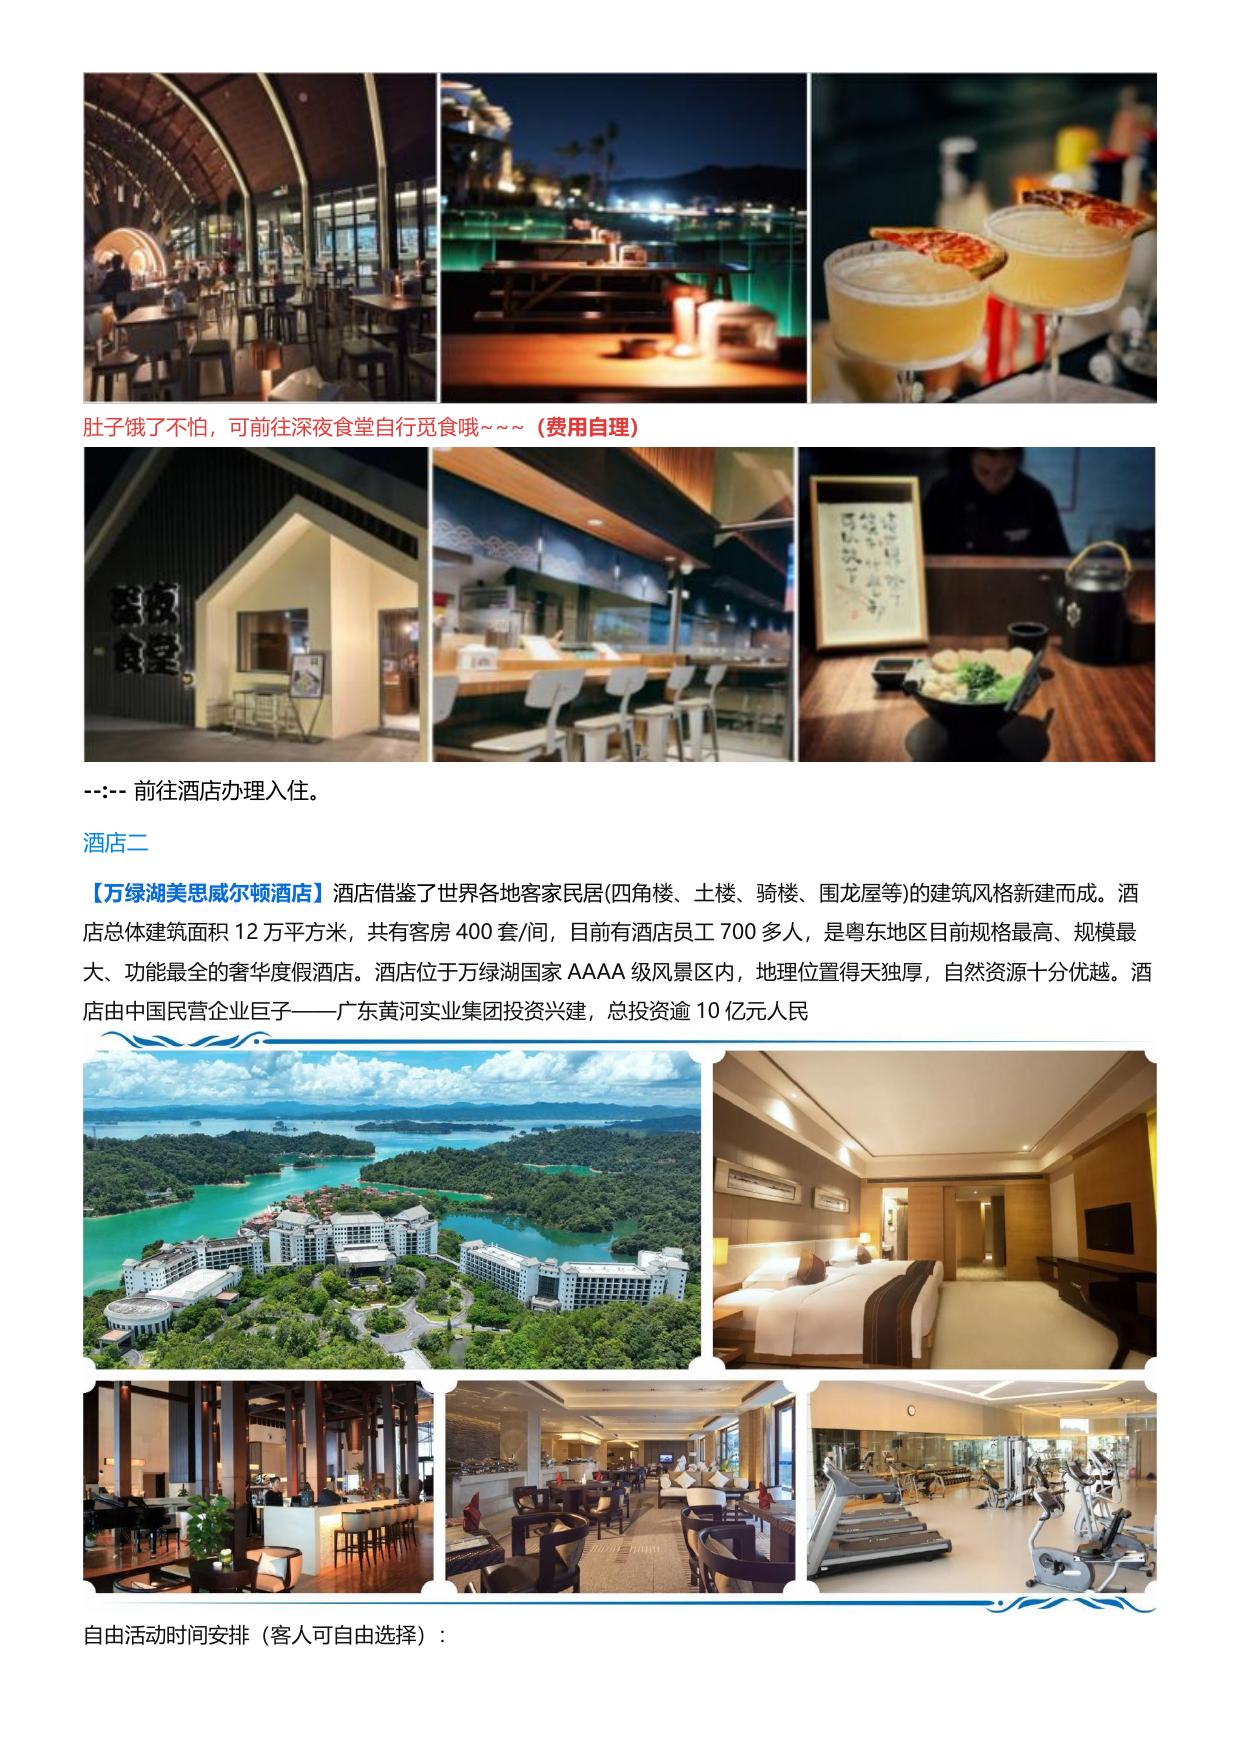 肚子饿了不怕，可前往深夜食堂自行觅食哦~~~（费用自理）
深夜
食堂
--:-- 前往酒店办理入住。
酒店二
【万绿湖美思威尔顿酒店】酒店借鉴了世界各地客家民居(四角楼、土楼、骑楼、围龙屋等)的建筑风格新建而成。酒
店总体建筑面积 12 万平方米，共有客房 400 套/间，目前有酒店员工 700 多人，是粤东地区目前规格最高、规模最
大、功能最全的奢华度假酒店。酒店位于万绿湖国家 AAAA 级风景区内，地理位置得天独厚，自然资源十分优越。酒
店由中国民营企业巨子——广东黄河实业集团投资兴建，总投资逾 10 亿元人民
自由活动时间安排（客人可自由选择）: